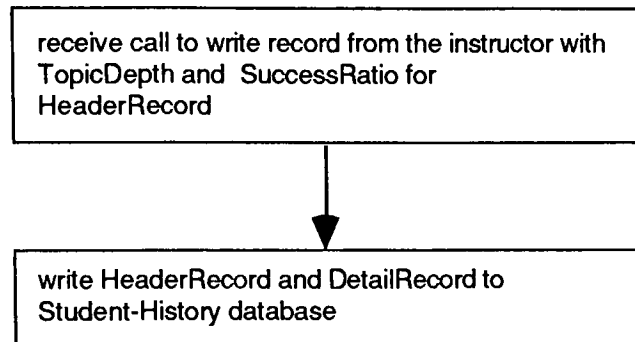 receive call to write record from the instructor with
TopicDepth and SuccessRatio for
HeaderRecord
write HeaderRecord and DetailRecord to
Student-History database